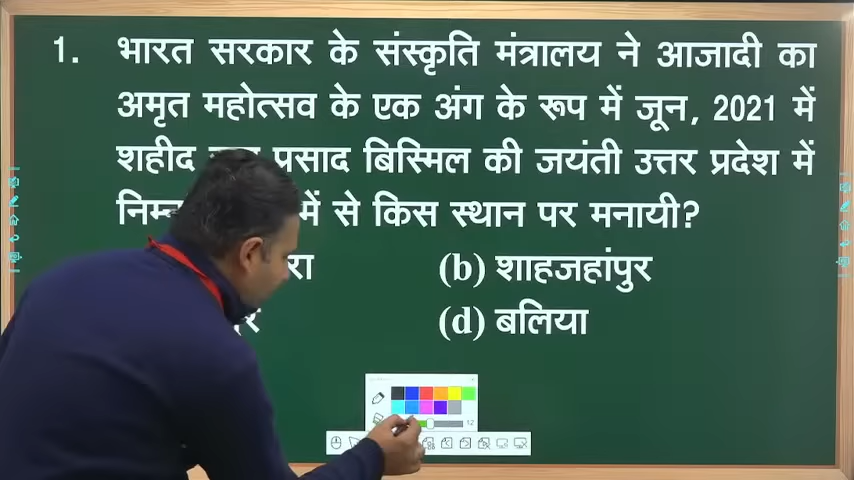 1. भारत सरकार के संस्कृति मंत्रालय ने आजादी का
अमृत महोत्सव के एक अंग के रूप में जून, 2021 में
शहीद प्रसाद बिस्मिल की जयंती उत्तर प्रदेश में
में से किस स्थान पर मनायी?
(b) शाहजहांपुर
(d) बलिया
12